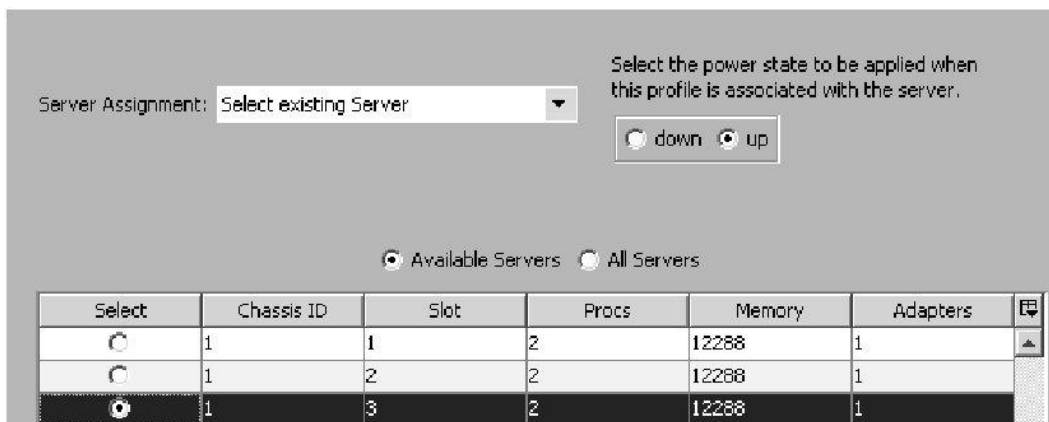 Select the power state to be applied when
this profile is associated with the server.
Server Assignment: Select existing Server
down up
Available Servers All Servers
Select Chassis ID Slot Procs Memory Adapters
1 1 2 12288 1
1 2 2 12288 1
1 3 2 12288 1